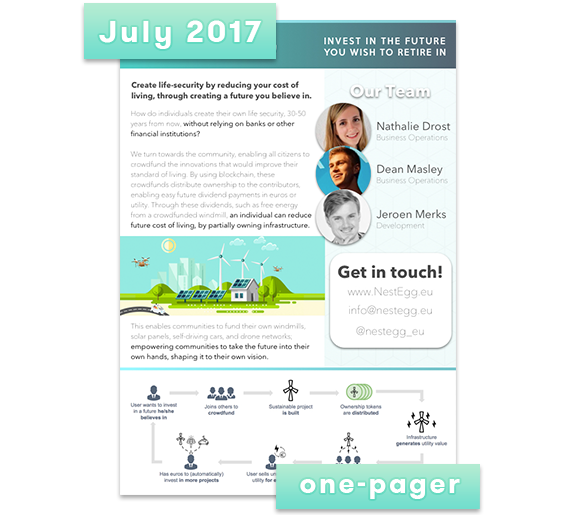 July 2017
INVEST IN THE FUTURE
YOU WISH TO RETIRE IN
Create life-security by reducing your cost of
living, through creating a future you believe in.
How do individuals create their own life security, 30-50
years from now, without relying on banks or other
financial institutions?
We turn towards the community, enabling all citizens to
crowdfund the innovations that would improve their
standard of living. By using blockchain, these
crowdfunds distribute ownership to the contributors,
enabling easy future dividend payments in euros or
utility. Through these dividends, such as free energy
from a crowdfunded windmill, an individual can reduce
future cost of living, by partially owning infrastructure.
This enables communities to fund their own windmills,
solar panels, self-driving cars, and drone networks;
empowering communities to take the future into their
own hands, shaping it to their own vision.
Our Team
Nathalie Drost
Business Operations
Dean Masley
Business Operations
Jeroen Merks
Development
Get in touch!
www.NestEgg.eu
info@nestegg.eu
@nestegg_eu
User wants to invest
in a future he/she
believes in
Joins others to
crowdfund
Sustainable project
is built
Ownership tokens
are distributed
Infrastructure
generates utility value
User sells
utility for
Has euros to (automatically)
invest in more projects
one-pager